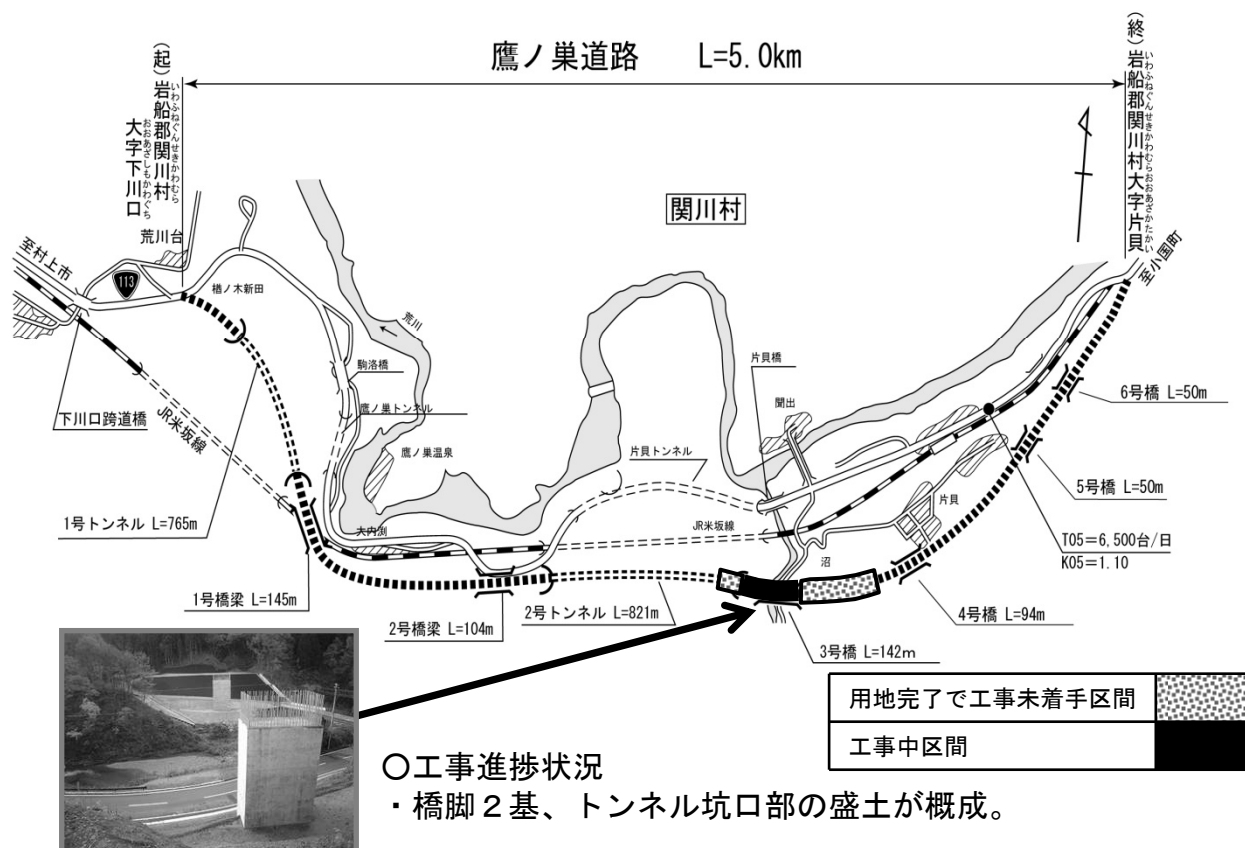 鷹ノ巣道路 L=5.0km
(起)岩船郡関川村
いわふねぐんせきかわむら
大字下川口
おおあざしもかわぐち
(終)岩船郡関川村大字片貝
いわふねぐんせきかわむらおおあざかたかい
関川村
荒川台
至村上市
113
楢ノ木新田
荒川
至小国町
駒洛橋
片貝橋
聞出
6号橋 L=50m
下川口跨道橋
JR米坂線
鷹ノ巣トンネル
鷹ノ巣温泉
片貝トンネル
5号橋 L=50m
片貝
1号トンネル L=765m
大内渕
JR米坂線
沼
T05=6,500台/日
K05=1.10
1号橋梁 L=145m
2号橋梁 L=104m
2号トンネル L=821m
4号橋 L=94m
3号橋 L=142m
用地完了で工事未着手区間
工事中区間
○工事進捗状況
・橋脚２基、トンネル坑口部の盛土が概成。